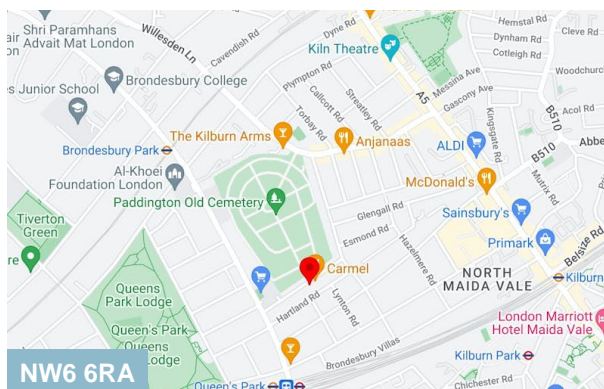 Shri Paramhans
Advait Mat London
Willesden Ln
Cavendish Rd
Dyne Rd
Kiln Theatre
Hemstal Rd
Dynham Rd
Cotleigh Rd
Woodchurch
Brondesbury College
es Junior School
Plympton Rd
Callcott Rd
Streatley Rd
Torbay Rd
A5
Messina Ave
Gascony Ave
Kingsgate Rd
B510
Acol Rd
The Kilburn Arms
Anjanaas
ALDI
B510
Abbe
Brondesbury Park
Al-Khoei
Foundation London
McDonald's
Matrix Rd
Paddington Old Cemetery
Glengall Rd
Sainsbury's
Tiverton
Green
Esmond Rd
Hazelmere Rd
Primark
Belsize Rd
re
Queens
Park Lodge
Carmel
NORTH
MAIDA VALE
Kilburn
Hartland Rd
Lynton Rd
Queen's Park
Queens
Park Lodge
London Marriott
Hotel Maida Vale
Brondesbury Villas
Kilburn Park
NW6 6RA
Queen's Park
Chichester Rd